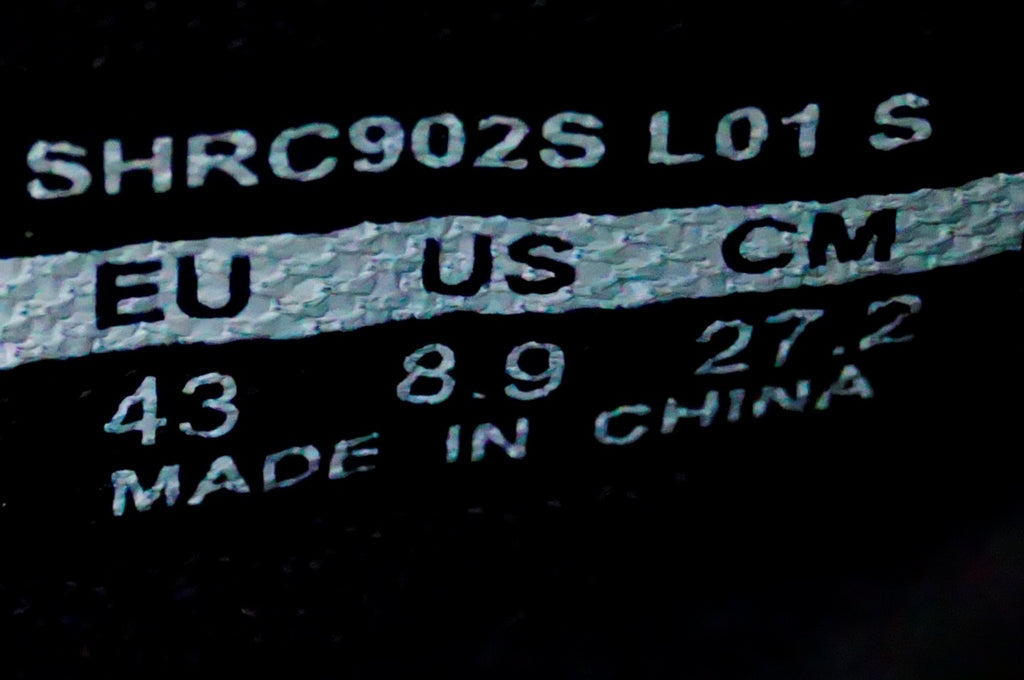 SHRC902S L01 S
EU US CM
43 8.9 27.2
MADE IN CHINA